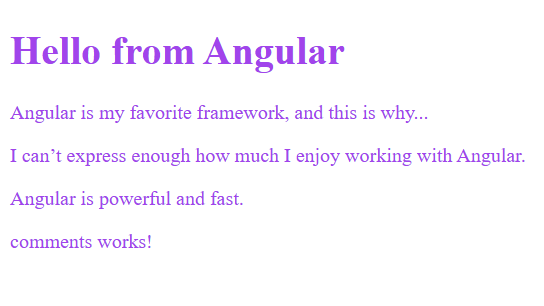 Hello from Angular
Angular is my favorite framework, and this is why...
I can’t express enough how much I enjoy working with Angular.
Angular is powerful and fast.
comments works!